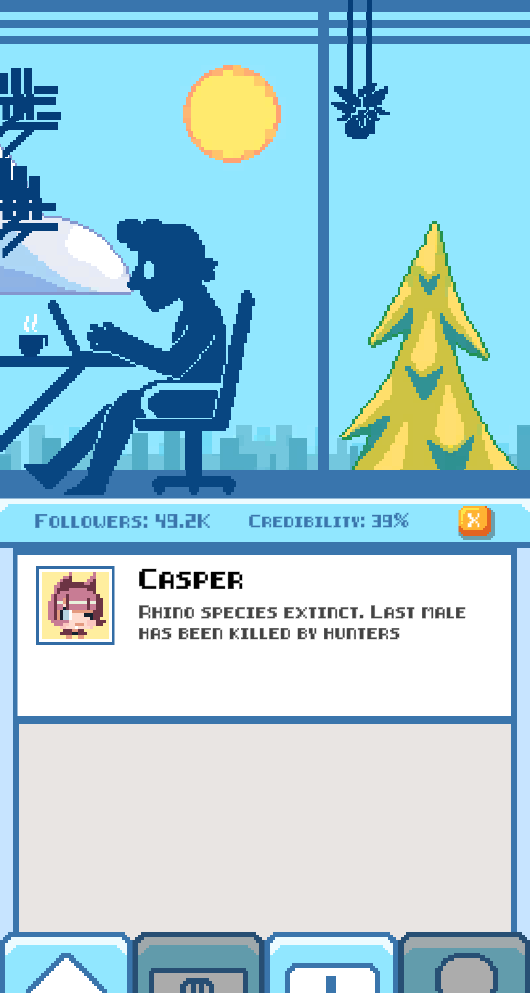 Followers: 49.2K Credibility: 39% X
Casper
Rhino species extinct. Last male
has been killed by hunters